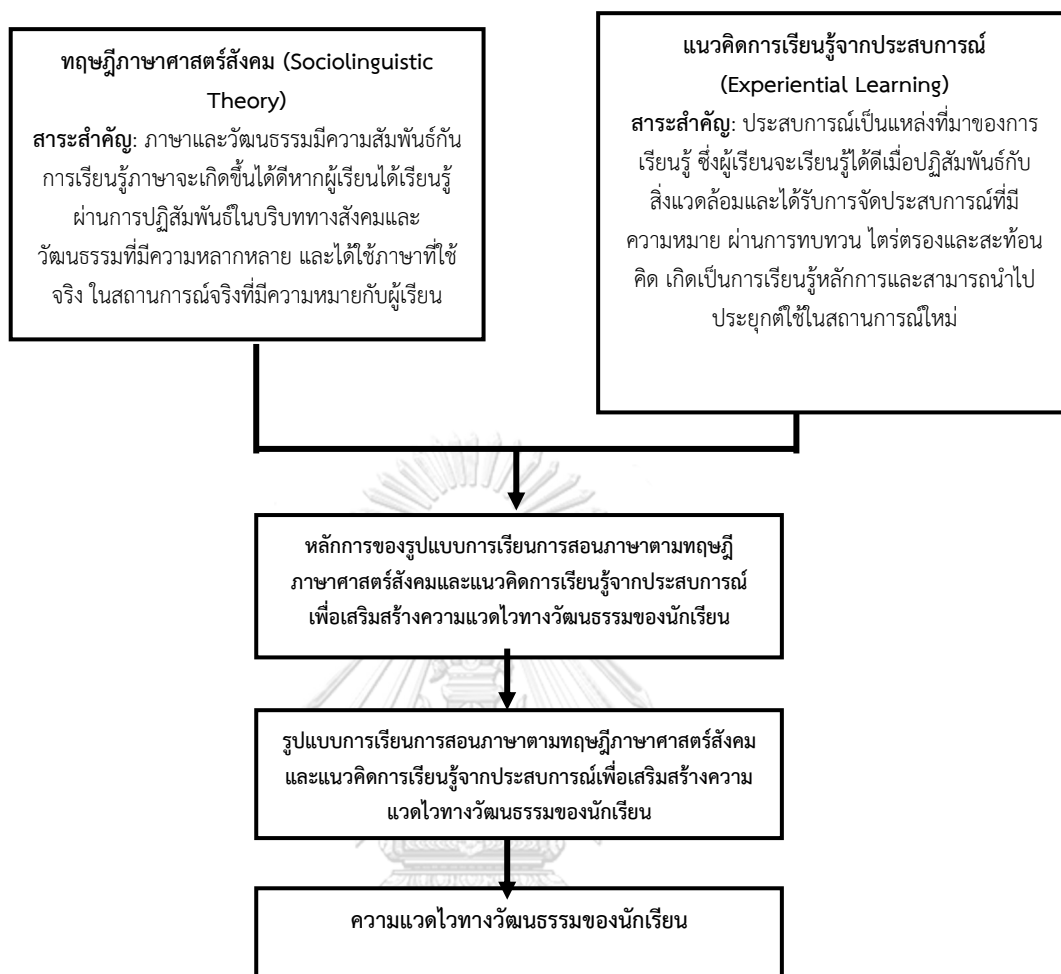 ทฤษฎีภาษาศาสตร์สังคม (Sociolinguistic
Theory)
สาระสำคัญ: ภาษาและวัฒนธรรมมีความสัมพันธ์กัน
การเรียนรู้ภาษาจะเกิดขึ้นได้ดีหากผู้เรียนได้เรียนรู้
ผ่านการปฏิสัมพันธ์ในบริบททางสังคมและ
วัฒนธรรมที่มีความหลากหลาย และได้ใช้ภาษาที่ใช้
จริง ในสถานการณ์จริงที่มีความหมายกับผู้เรียน
แนวคิดการเรียนรู้จากประสบการณ์
(Experiential Learning)
สาระสำคัญ: ประสบการณ์เป็นแหล่งที่มาของการ
เรียนรู้ ซึ่งผู้เรียนจะเรียนรู้ได้ดีเมื่อปฏิสัมพันธ์กับ
สิ่งแวดล้อมและได้รับการจัดประสบการณ์ที่มี
ความหมาย ผ่านการทบทวน ไตร่ตรองและสะท้อน
คิด เกิดเป็นการเรียนรู้หลักการและสามารถนำไป
ประยุกต์ใช้ในสถานการณ์ใหม่
หลักการของรูปแบบการเรียนการสอนภาษาตามทฤษฎี
ภาษาศาสตร์สังคมและแนวคิดการเรียนรู้จากประสบการณ์
เพื่อเสริมสร้างความแวดไวทางวัฒนธรรมของนักเรียน
รูปแบบการเรียนการสอนภาษาตามทฤษฎีภาษาศาสตร์สังคม
และแนวคิดการเรียนรู้จากประสบการณ์เพื่อเสริมสร้างความ
แวดไวทางวัฒนธรรมของนักเรียน
ความแวดไวทางวัฒนธรรมของนักเรียน